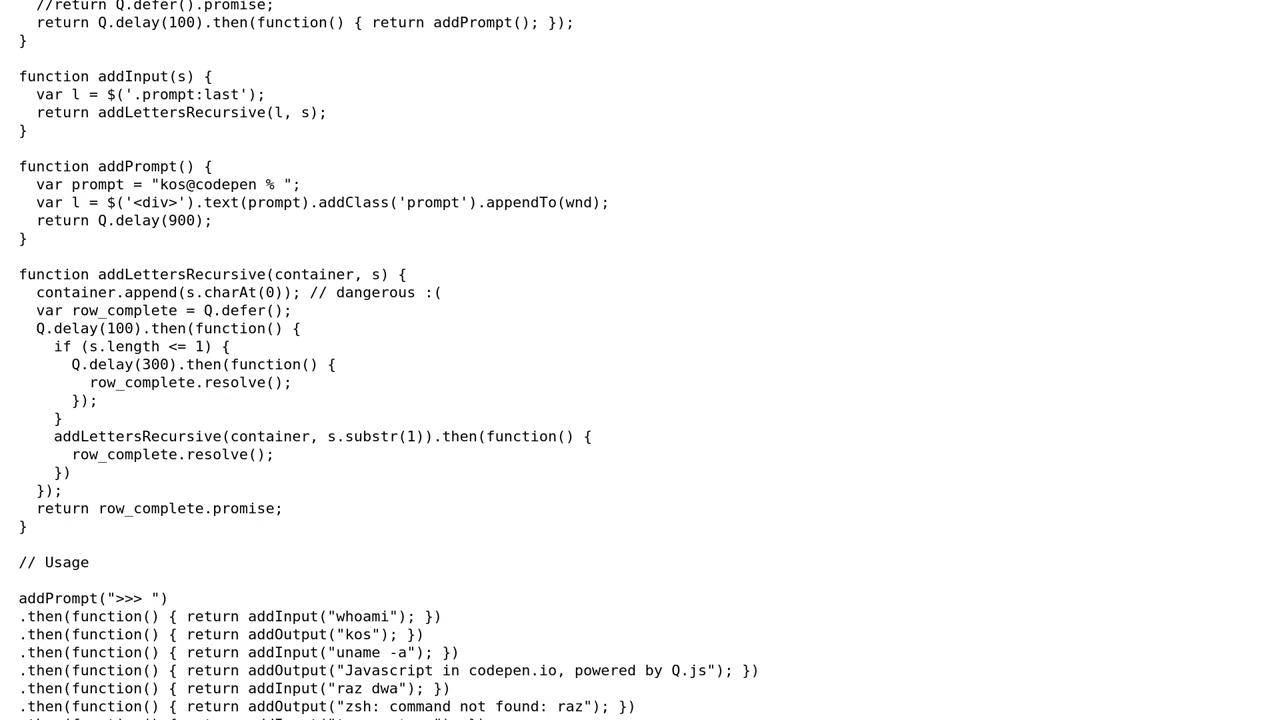 //return Q.defer().promise;
return Q.delay(100).then(function() { return addPrompt(); });
}
function addInput(s) {
var l = $('.prompt:last');
return addLettersRecursive(l, s);
}
function addPrompt() {
var prompt = "kos@codepen % ";
var l = $('<div>').text(prompt).addClass('prompt').appendTo(wnd);
return Q.delay(900);
}
function addLettersRecursive(container, s) {
container.append(s.charAt(0)); // dangerous :(
var row_complete = Q.defer();
Q.delay(100).then(function() {
if (s.length <= 1) {
Q.delay(300).then(function() {
row_complete.resolve();
});
}
addLettersRecursive(container, s.substr(1)).then(function() {
row_complete.resolve();
})
});
return row_complete.promise;
}
// Usage
addPrompt(">>> ")
.then(function() { return addInput("whoami"); })
.then(function() { return addOutput("kos"); })
.then(function() { return addInput("uname -a"); })
.then(function() { return addOutput("Javascript in codepen.io, powered by Q.js"); })
.then(function() { return addInput("raz dwa"); })
.then(function() { return addOutput("zsh: command not found: raz"); })